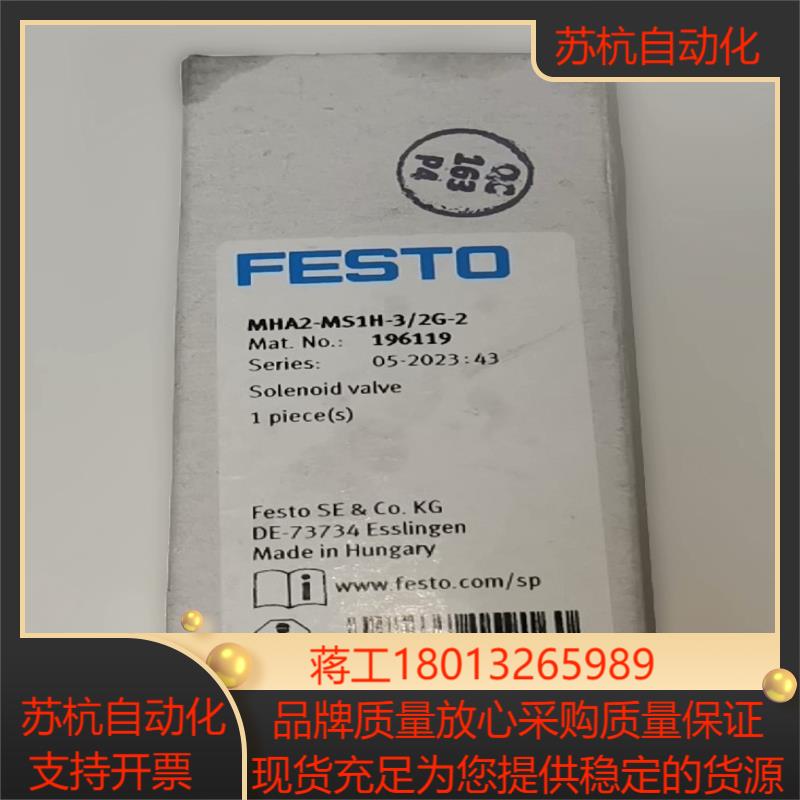 苏杭自动化
QC
163
P4
FESTO
MHA2-MS1H-3/2G-2
Mat. No.: 196119
Series: 05-2023:43
Solenoid valve
1 piece(s)
Festo SE & Co. KG
DE-73734 Esslingen
Made in Hungary
www.festo.com/sp
蒋工18013265989
苏杭自动化
支持开票
品牌质量放心采购质量保证
现货充足为您提供稳定的货源